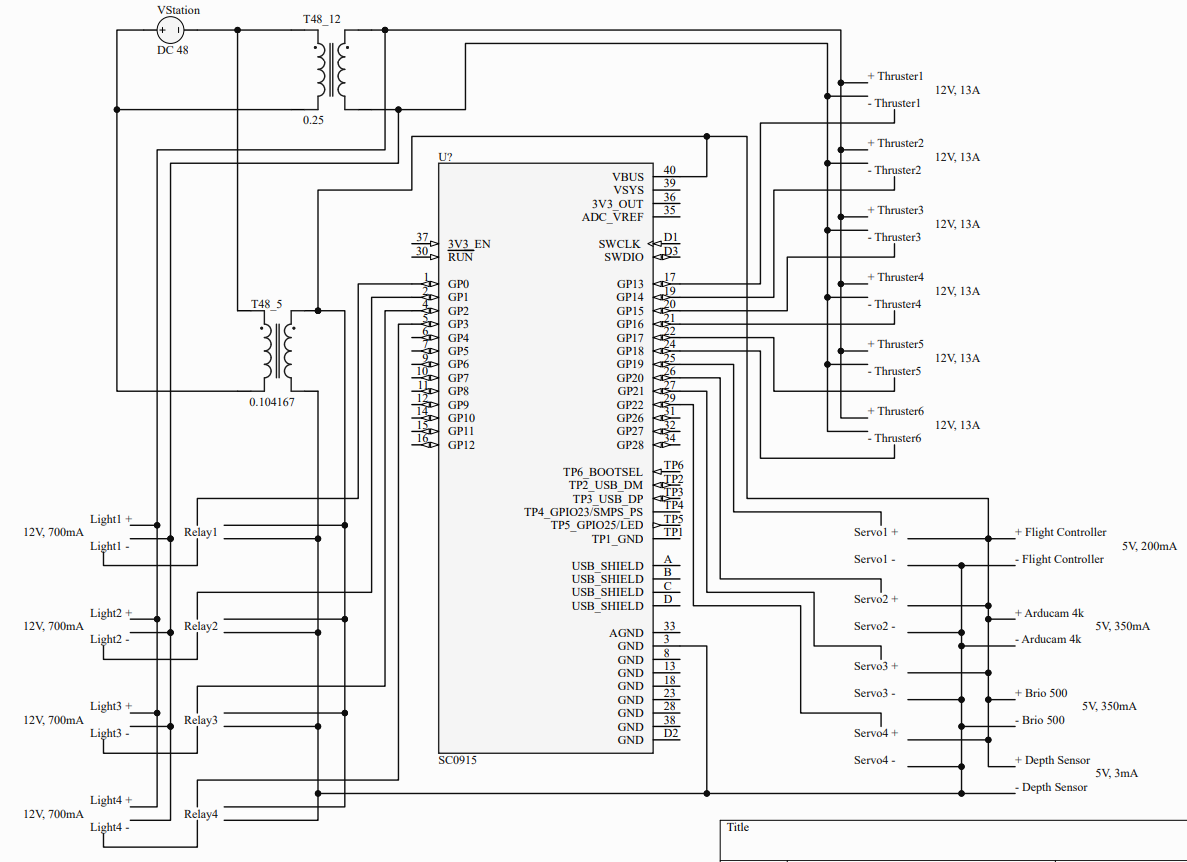 VStation
+ -
DC 48
T48_12
0.25
+ Thruster1
12V, 13A
- Thruster1
+ Thruster2
12V, 13A
- Thruster2
+ Thruster3
12V, 13A
- Thruster3
+ Thruster4
12V, 13A
- Thruster4
+ Thruster5
12V, 13A
- Thruster5
+ Thruster6
12V, 13A
- Thruster6
T48_5
0.104167
U?
VBUS 40
VSYS 39
3V3_OUT 36
ADC_VREF 35
37 3V3_EN
30 RUN
SWCLK D1
SWDIO D3
1 GP0
2 GP1
4 GP2
5 GP3
6 GP4
7 GP5
9 GP6
10 GP7
11 GP8
12 GP9
14 GP10
15 GP11
16 GP12
GP13 17
GP14 19
GP15 20
GP16 21
GP17 22
GP18 24
GP19 25
GP20 26
GP21 27
GP22 29
GP26 31
GP27 32
GP28 34
TP6_BOOTSEL TP6
TP2_USB_DM TP2
TP3_USB_DP TP3
TP4_GPIO23/SMPS_PS TP4
TP5_GPIO25/LED TP5
TP1_GND TP1
USB_SHIELD A
USB_SHIELD B
USB_SHIELD C
USB_SHIELD D
AGND 33
GND 3
GND 8
GND 13
GND 18
GND 23
GND 28
GND 38
GND D2
SC0915
Light1 +
12V, 700mA
Light1 -
Relay1
Light2 +
12V, 700mA
Light2 -
Relay2
Light3 +
12V, 700mA
Light3 -
Relay3
Light4 +
12V, 700mA
Light4 -
Relay4
Servo1 +
Servo1 -
Servo2 +
Servo2 -
Servo3 +
Servo3 -
Servo4 +
Servo4 -
+ Flight Controller
5V, 200mA
- Flight Controller
+ Arducam 4k
5V, 350mA
- Arducam 4k
+ Brio 500
5V, 350mA
- Brio 500
+ Depth Sensor
5V, 3mA
- Depth Sensor
Title